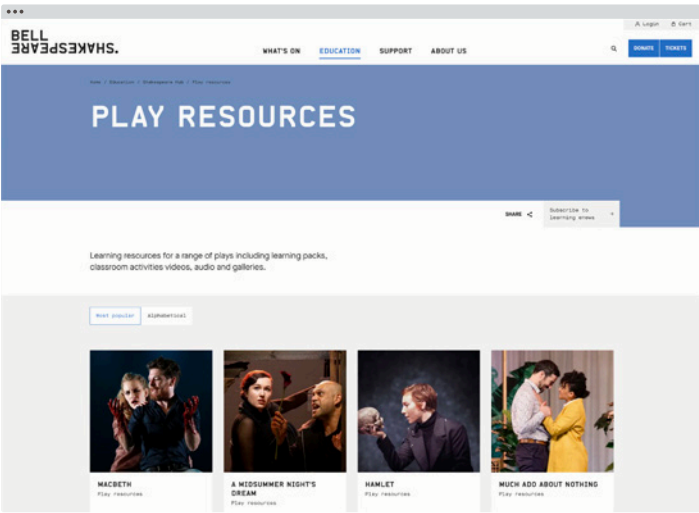 Login Cart
BELL
SHAKESPEARE.
WHAT'S ON EDUCATION SUPPORT ABOUT US
DONATE TICKETS
Home / Education / Shakespeare Hub / Play resources
PLAY RESOURCES
SHARE
Subscribe to
learning enews
Learning resources for a range of plays including learning packs,
classroom activities videos, audio and galleries.
Most popular Alphabetical
MACBETH
Play resources
A MIDSUMMER NIGHT'S
DREAM
Play resources
HAMLET
Play resources
MUCH ADO ABOUT NOTHING
Play resources